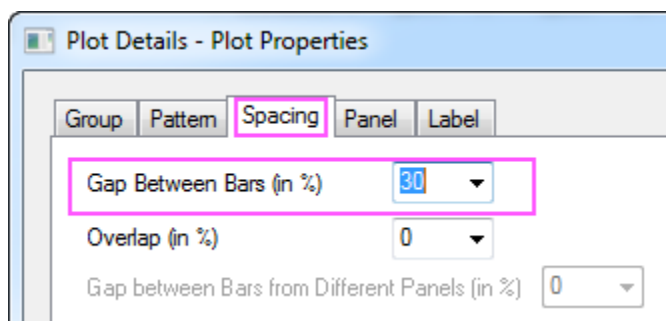 Plot Details - Plot Properties
Group Pattern Spacing Panel Label
Gap Between Bars (in %) 30
Overlap (in %) 0
Gap between Bars from Different Panels (in %) 0